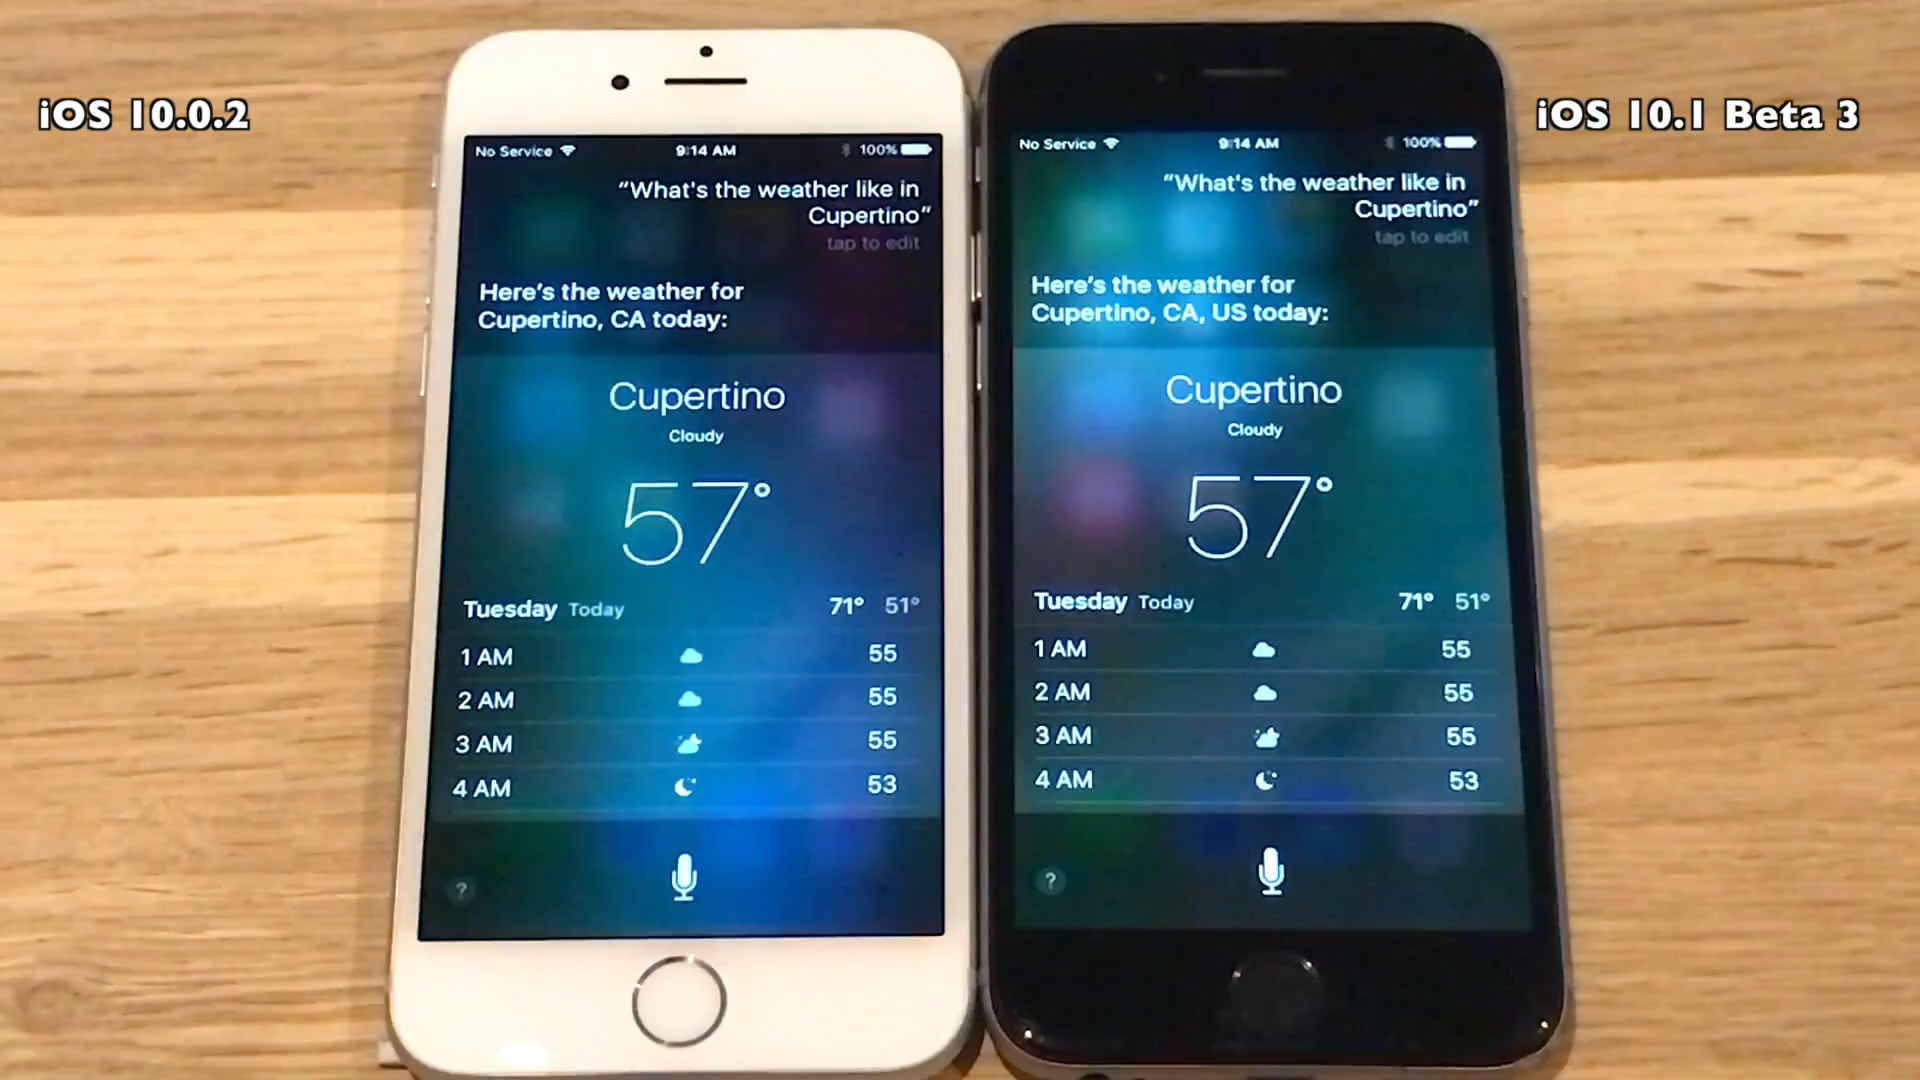 iOS 10.0.2
No Service 9:14 AM 100%
“What's the weather like in
Cupertino”
tap to edit
Here's the weather for
Cupertino, CA today:
Cupertino
Cloudy
57°
Tuesday Today 71° 51°
1 AM 55
2 AM 55
3 AM 55
4 AM 53
?
iOS 10.1 Beta 3
No Service 9:14 AM 100%
“What's the weather like in
Cupertino”
tap to edit
Here's the weather for
Cupertino, CA, US today:
Cupertino
Cloudy
57°
Tuesday Today 71° 51°
1 AM 55
2 AM 55
3 AM 55
4 AM 53
?